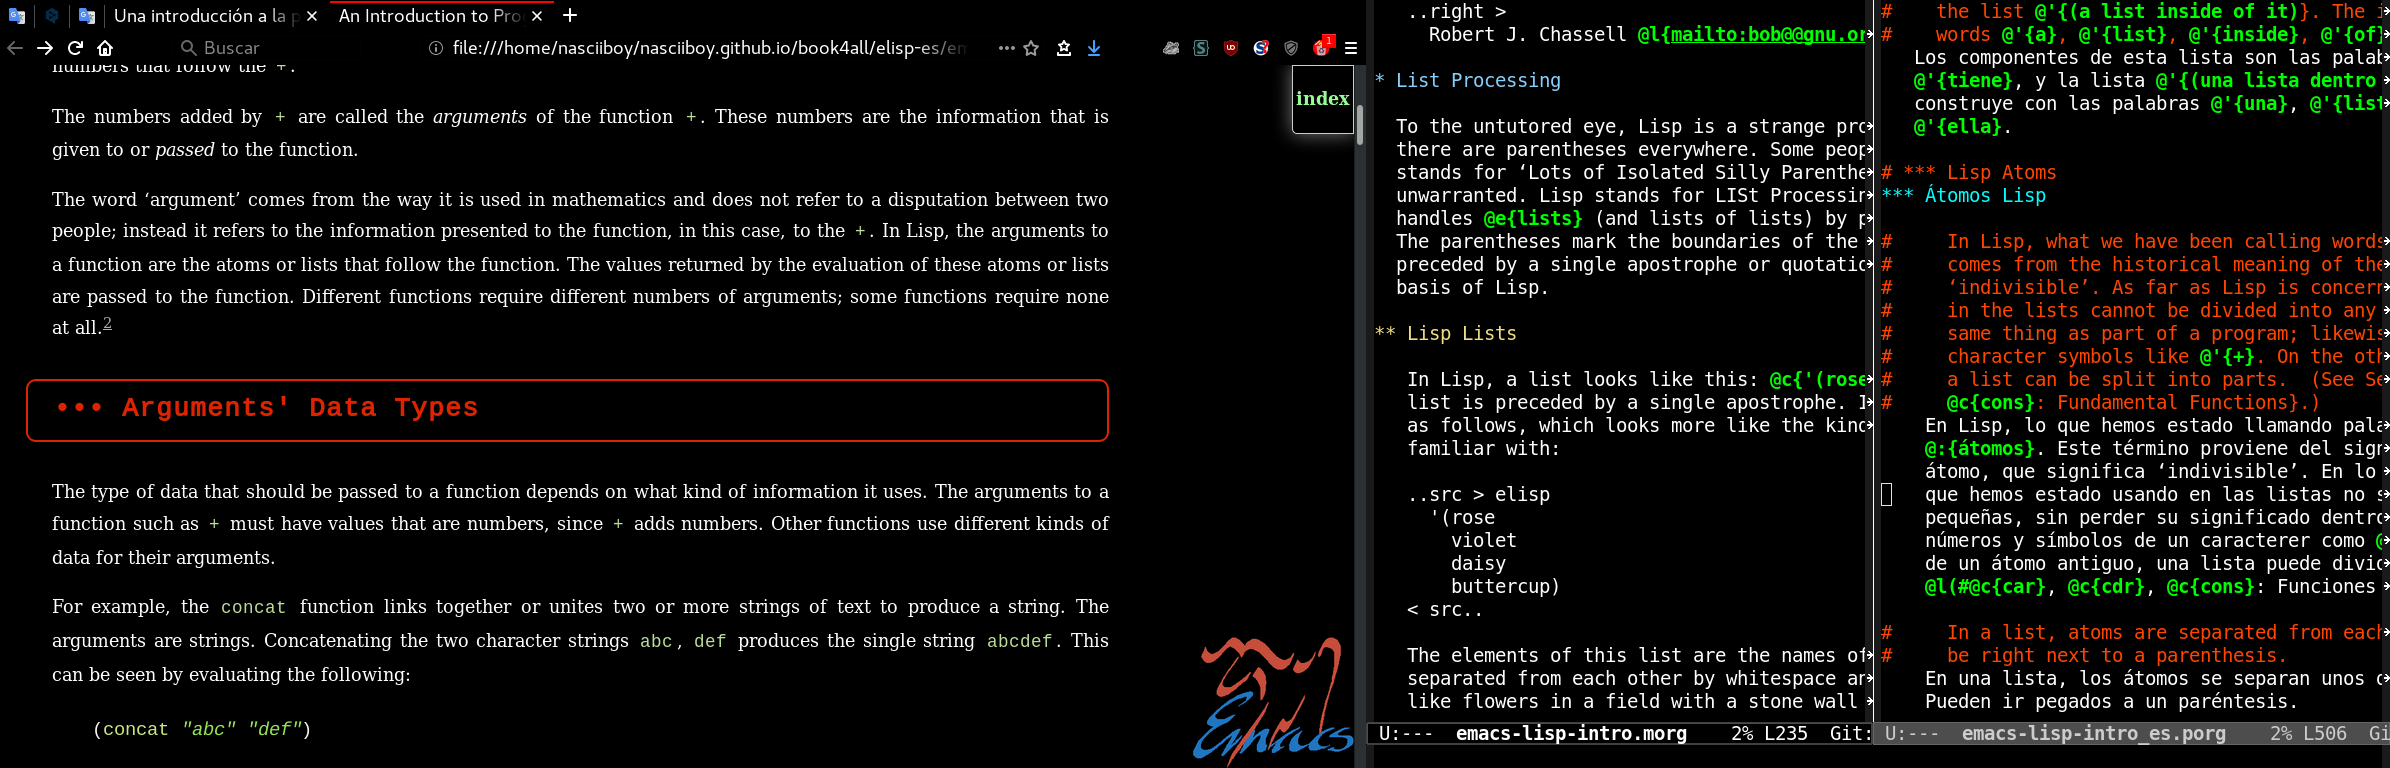 Una introducción a la p
An Introduction to Pro
Buscar
file:///home/nasciiboy/nasciiboy.github.io/book4all/elisp-es/em
numbers that follow the + .
The numbers added by + are called the arguments of the function + . These numbers are the information that is
given to or passed to the function.
The word ‘argument’ comes from the way it is used in mathematics and does not refer to a disputation between two
people; instead it refers to the information presented to the function, in this case, to the + . In Lisp, the arguments to
a function are the atoms or lists that follow the function. The values returned by the evaluation of these atoms or lists
are passed to the function. Different functions require different numbers of arguments; some functions require none
at all.2
••• Arguments' Data Types
The type of data that should be passed to a function depends on what kind of information it uses. The arguments to a
function such as + must have values that are numbers, since + adds numbers. Other functions use different kinds of
data for their arguments.
For example, the concat function links together or unites two or more strings of text to produce a string. The
arguments are strings. Concatenating the two character strings abc , def produces the single string abcdef . This
can be seen by evaluating the following:
(concat "abc" "def")
index
Emacs
..right >
Robert J. Chassell @l{mailto:bob@@gnu.or
* List Processing
To the untutored eye, Lisp is a strange pro
there are parentheses everywhere. Some peop
stands for ‘Lots of Isolated Silly Parenthe
unwarranted. Lisp stands for LISt Processin
handles @e{lists} (and lists of lists) by p
The parentheses mark the boundaries of the
preceded by a single apostrophe or quotatio
basis of Lisp.
** Lisp Lists
In Lisp, a list looks like this: @c{'(rose
list is preceded by a single apostrophe. I
as follows, which looks more like the kind
familiar with:
..src > elisp
'(rose
violet
daisy
buttercup)
< src..
The elements of this list are the names of
separated from each other by whitespace an
like flowers in a field with a stone wall
U:--- emacs-lisp-intro.morg 2% L235 Git:
# the list @'{(a list inside of it)}. The i
# words @'{a}, @'{list}, @'{inside}, @'{of}
Los componentes de esta lista son las palab
@'{tiene}, y la lista @'{(una lista dentro
construye con las palabras @'{una}, @'{list
@'{ella}.
# *** Lisp Atoms
*** Átomos Lisp
# In Lisp, what we have been calling words
# comes from the historical meaning of the
# ‘indivisible’. As far as Lisp is concern
# in the lists cannot be divided into any
# same thing as part of a program; likewis
# character symbols like @'{+}. On the oth
# a list can be split into parts. (See Se
# @c{cons}: Fundamental Functions}.)
En Lisp, lo que hemos estado llamando pala
@:{átomos}. Este término proviene del sign
átomo, que significa ‘indivisible’. En lo
que hemos estado usando en las listas no s
pequeñas, sin perder su significado dentro
números y símbolos de un caracterer como @
de un átomo antiguo, una lista puede divid
@l(#@c{car}, @c{cdr}, @c{cons}: Funciones
# In a list, atoms are separated from each
# be right next to a parenthesis.
En una lista, los átomos se separan unos d
Pueden ir pegados a un paréntesis.
U:--- emacs-lisp-intro_es.porg 2% L506 Gi